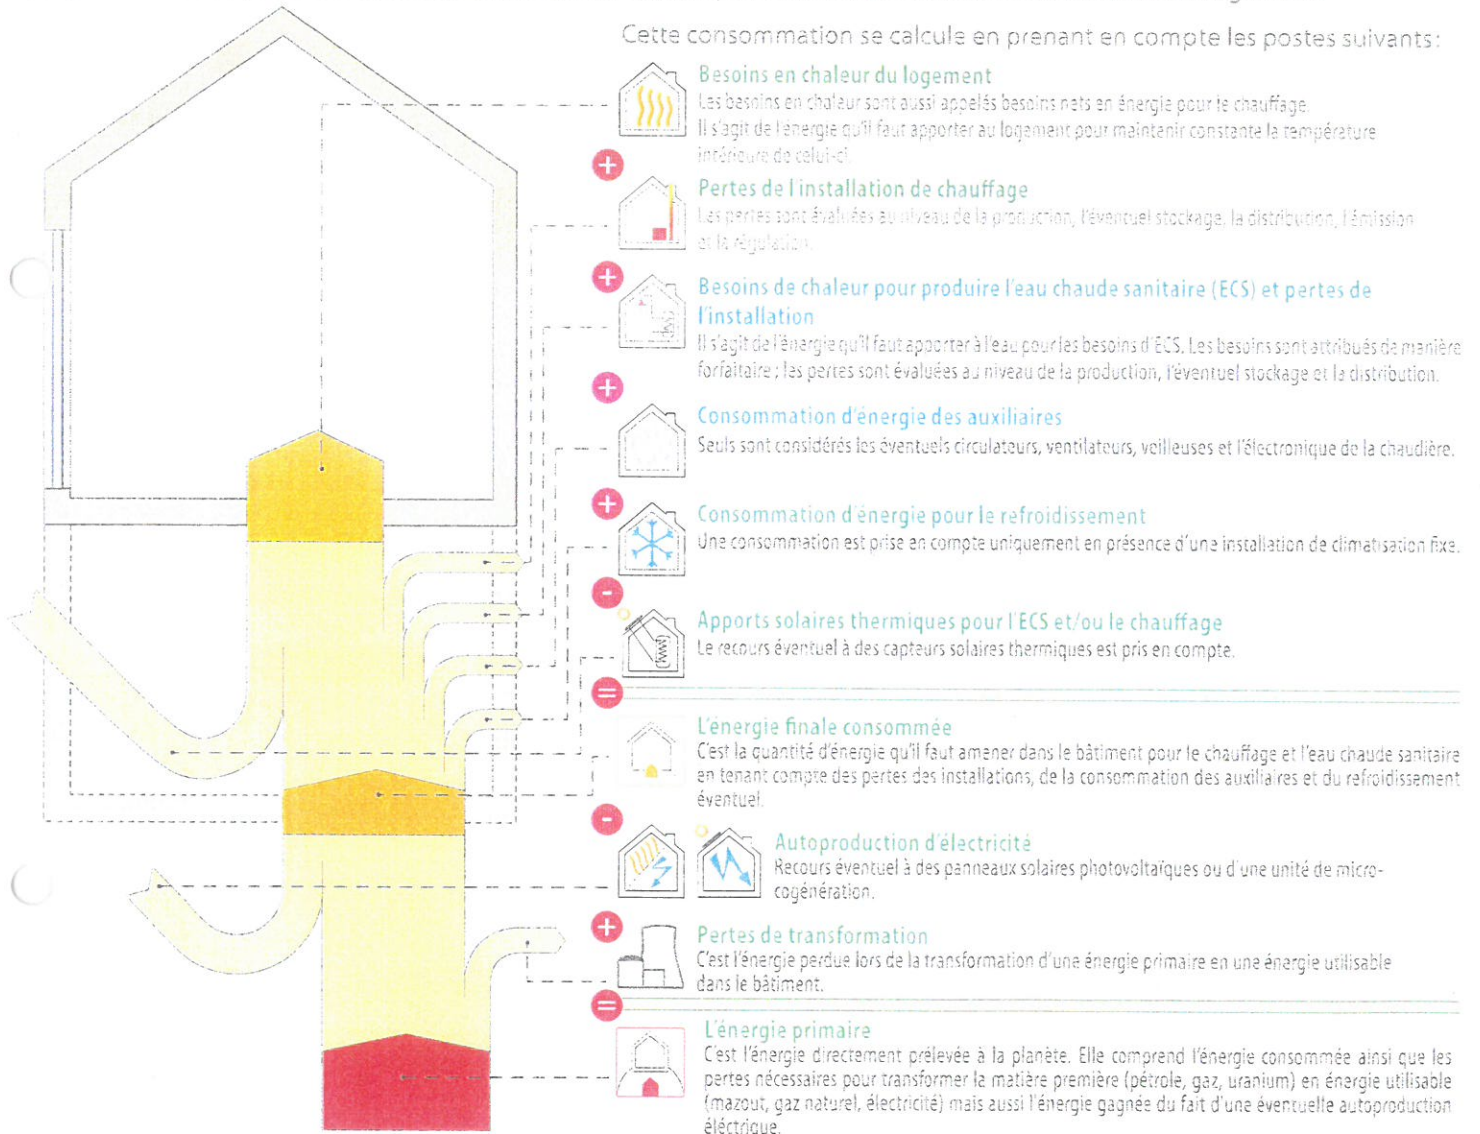 Cette consommation se calcule en prenant en compte les postes suivants:
Besoins en chaleur du logement
Les besoins en chaleur sont aussi appelés besoins nets en énergie pour le chauffage.
Il s'agit de l'énergie qu'il faut apporter au logement pour maintenir constante la température
intérieure de celui-ci.
+
Pertes de l'installation de chauffage
Les pertes sont évaluées au niveau de la production, l'éventuel stockage, la distribution, l'émission
et la régulation.
+
Besoins de chaleur pour produire l'eau chaude sanitaire (ECS) et pertes de
l'installation
Il s'agit de l'énergie qu'il faut apporter à l'eau pour les besoins d'ECS. Les besoins sont attribués de manière
forfaitaire ; les pertes sont évaluées au niveau de la production, l'éventuel stockage et la distribution.
+
Consommation d'énergie des auxiliaires
Seuls sont considérés les éventuels circulateurs, ventilateurs, veilleuses et l'électronique de la chaudière.
+
Consommation d'énergie pour le refroidissement
Une consommation est prise en compte uniquement en présence d'une installation de climatisation fixe.
-
Apports solaires thermiques pour l'ECS et/ou le chauffage
Le recours éventuel à des capteurs solaires thermiques est pris en compte.
=
L'énergie finale consommée
C'est la quantité d'énergie qu'il faut amener dans le bâtiment pour le chauffage et l'eau chaude sanitaire
en tenant compte des pertes des installations, de la consommation des auxiliaires et du refroidissement
éventuel.
-
Autoproduction d'électricité
Recours éventuel à des panneaux solaires photovoltaïques ou d'une unité de micro-
cogénération.
+
Pertes de transformation
C'est l'énergie perdue lors de la transformation d'une énergie primaire en une énergie utilisable
dans le bâtiment.
=
L'énergie primaire
C'est l'énergie directement prélevée à la planète. Elle comprend l'énergie consommée ainsi que les
pertes nécessaires pour transformer la matière première (pétrole, gaz, uranium) en énergie utilisable
(mazout, gaz naturel, électricité) mais aussi l'énergie gagnée du fait d'une éventuelle autoproduction
éléctrique.